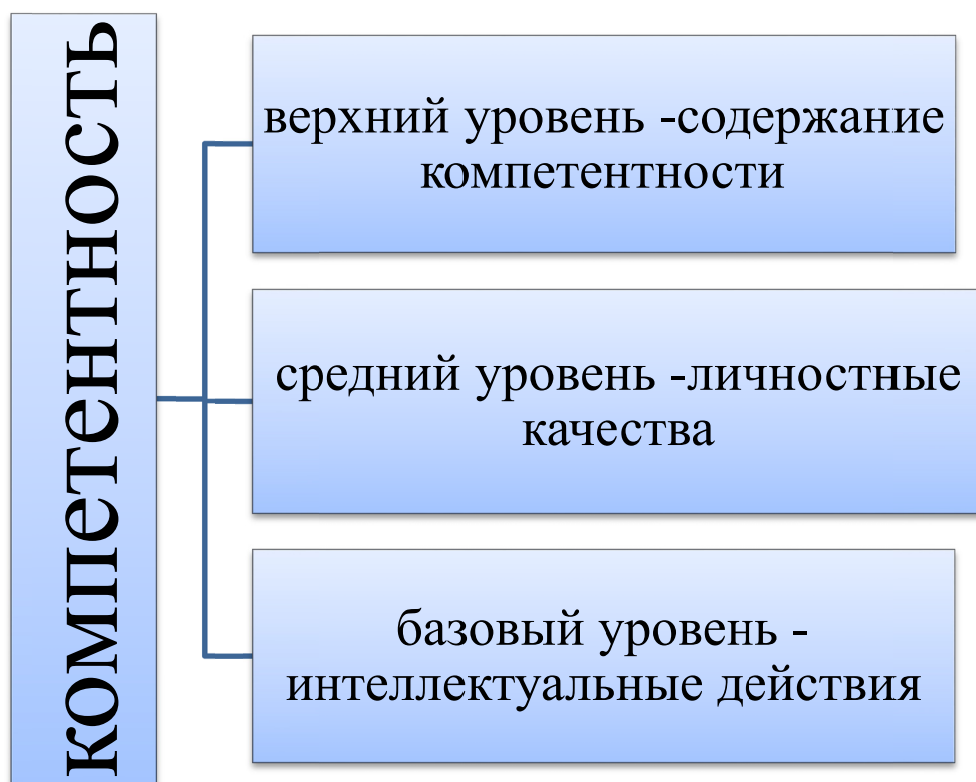 компетентность
верхний уровень -содержание
компетентности
средний уровень -личностные
качества
базовый уровень -
интеллектуальные действия